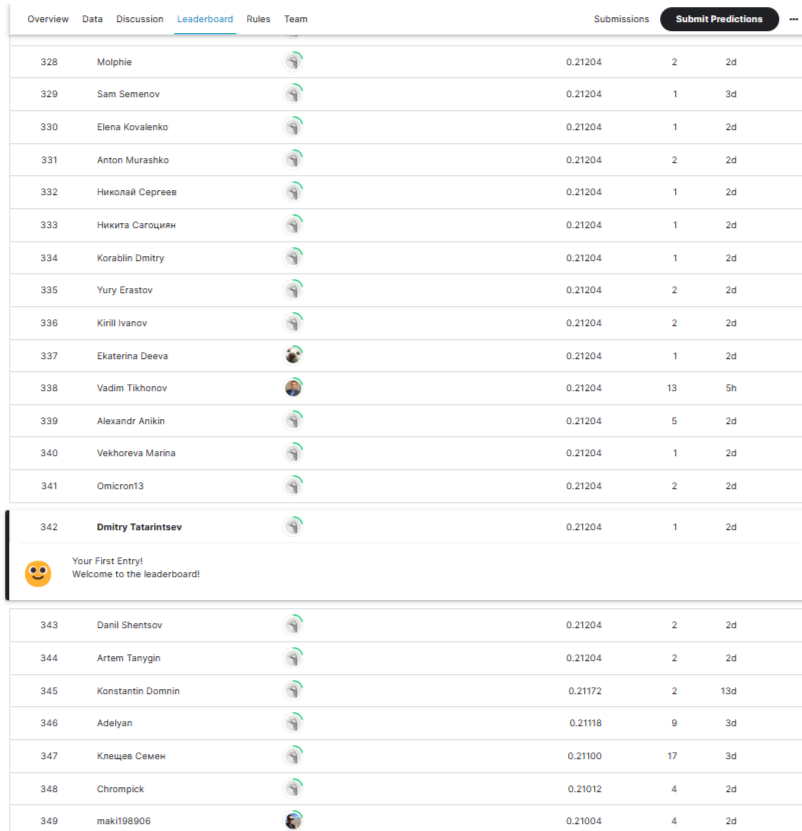 Overview Data Discussion Leaderboard Rules Team Submissions Submit Predictions ...
328 Molphie 0.21204 2 2d
329 Sam Semenov 0.21204 1 3d
330 Elena Kovalenko 0.21204 1 2d
331 Anton Murashko 0.21204 2 2d
332 Николай Сергеев 0.21204 1 2d
333 Никита Сагоциян 0.21204 1 2d
334 Korablin Dmitry 0.21204 1 2d
335 Yury Erastov 0.21204 2 2d
336 Kirill Ivanov 0.21204 2 2d
337 Ekaterina Deeva 0.21204 1 2d
338 Vadim Tikhonov 0.21204 13 5h
339 Alexandr Anikin 0.21204 5 2d
340 Vekhoreva Marina 0.21204 1 2d
341 Omicron13 0.21204 2 2d
342 Dmitry Tatarintsev 0.21204 1 2d
Your First Entry!
Welcome to the leaderboard!
343 Danil Shentsov 0.21204 2 2d
344 Artem Tanygin 0.21204 2 2d
345 Konstantin Domnin 0.21172 2 13d
346 Adelyan 0.21118 9 3d
347 Клещев Семен 0.21100 17 3d
348 Chrompick 0.21012 4 2d
349 maki198906 0.21004 4 2d